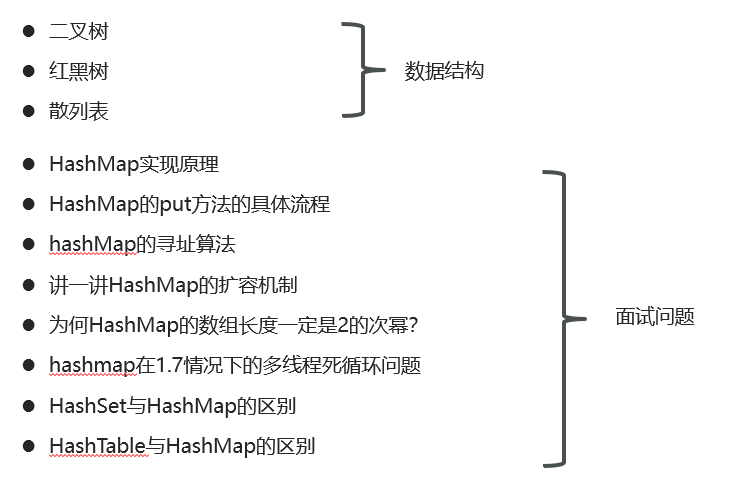 二叉树
红黑树
散列表
数据结构
HashMap实现原理
HashMap的put方法的具体流程
hashMap的寻址算法
讲一讲HashMap的扩容机制
为何HashMap的数组长度一定是2的次幂?
hashmap在1.7情况下的多线程死循环问题
HashSet与HashMap的区别
HashTable与HashMap的区别
面试问题